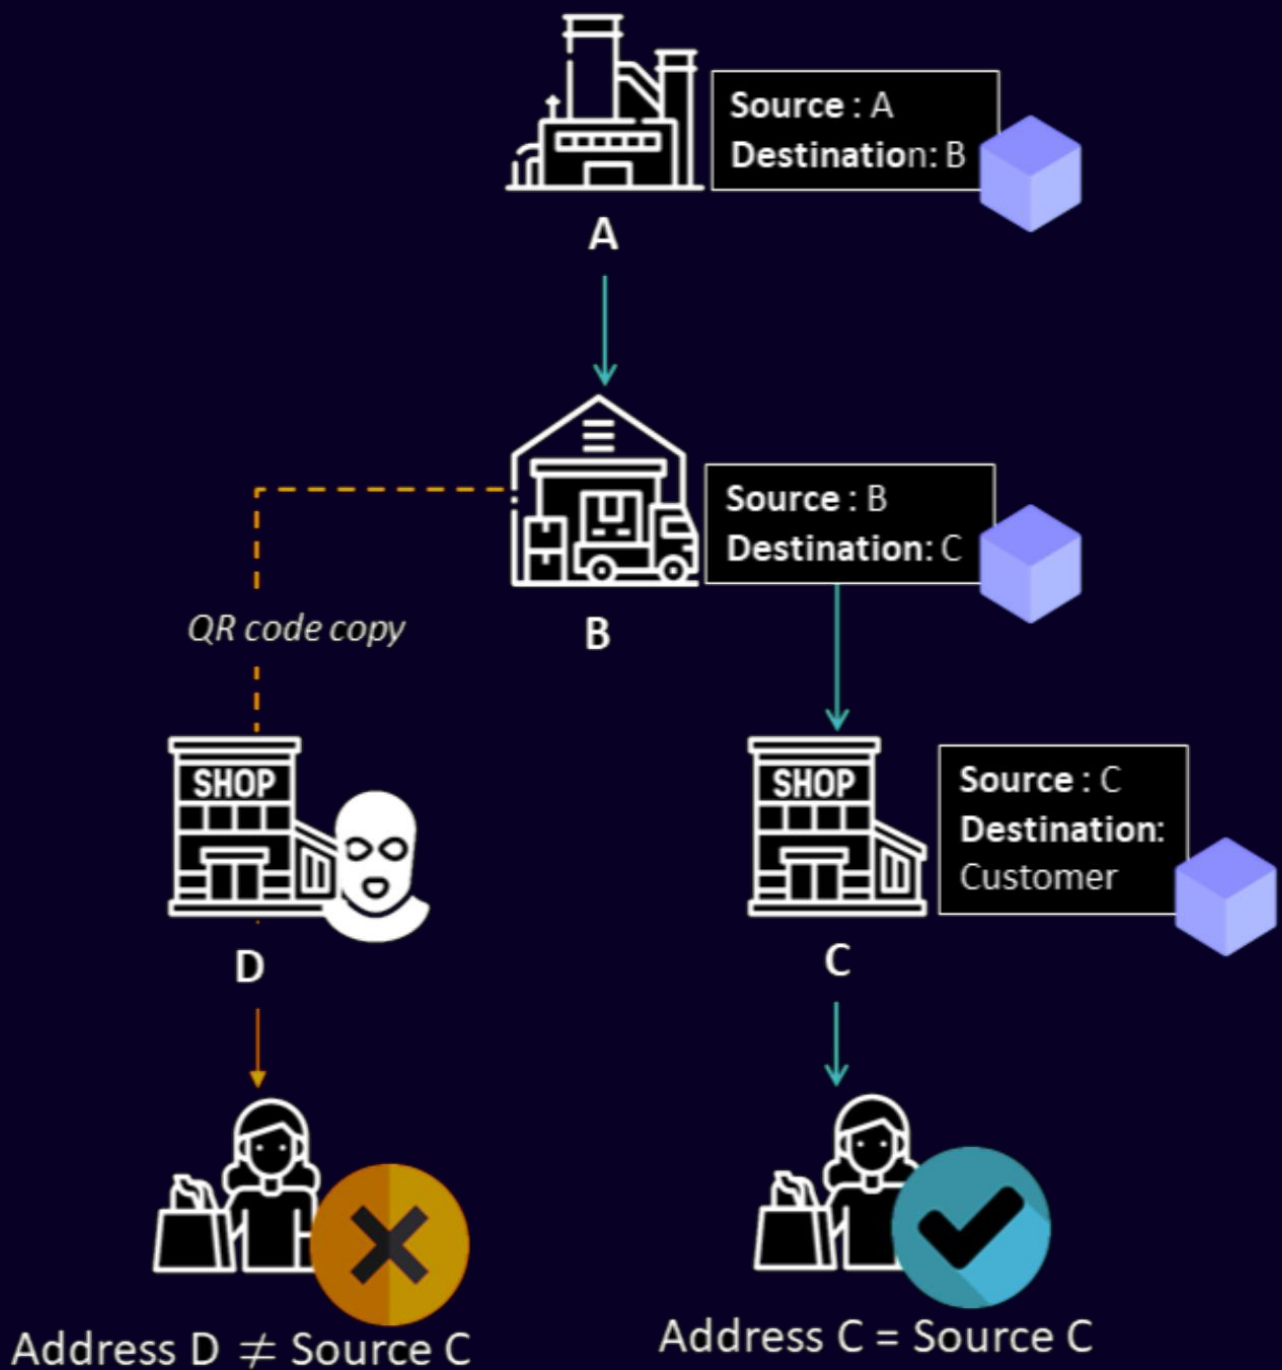 Source : A
Destination: B
A
Source : B
Destination: C
QR code copy
B
SHOP
SHOP
Source : C
Destination:
Customer
D
C
Address D ≠ Source C
Address C = Source C